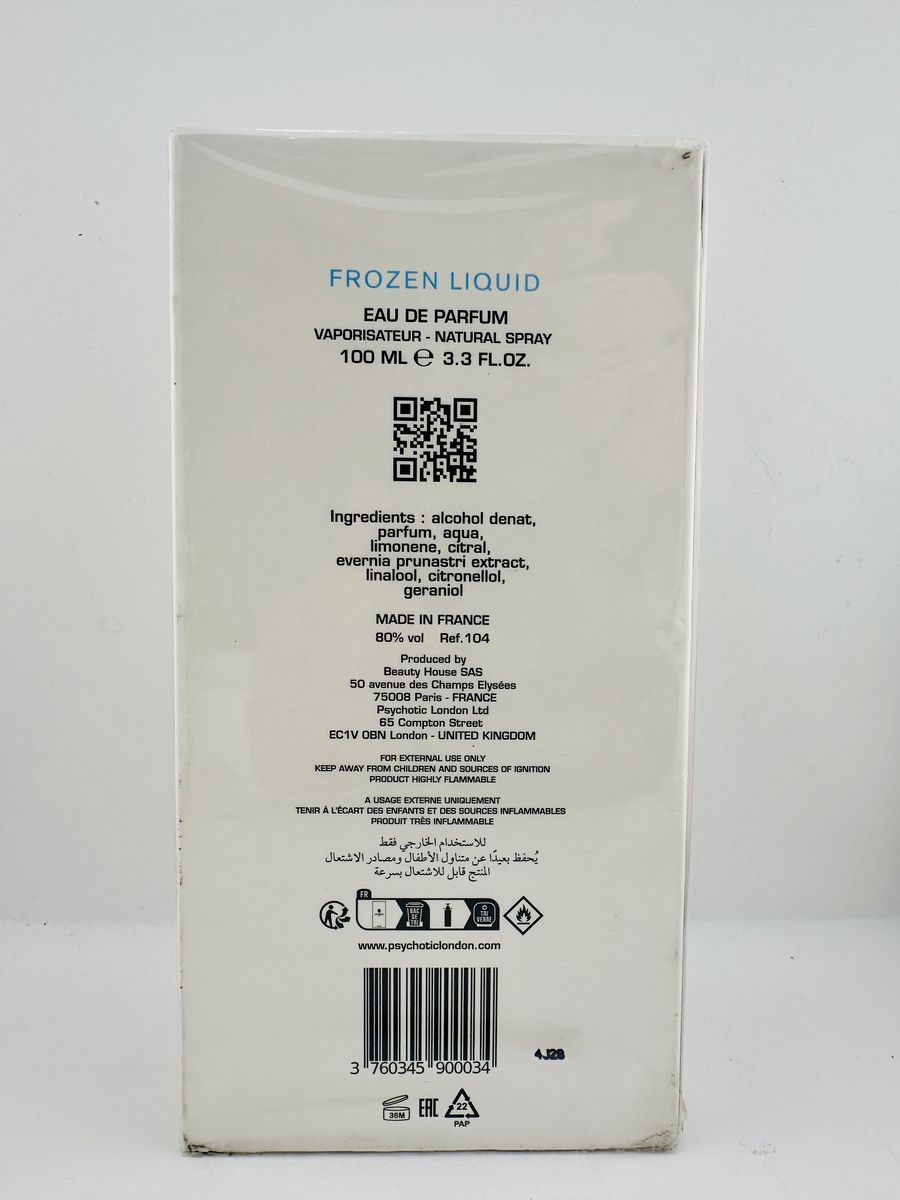 FROZEN LIQUID
EAU DE PARFUM
VAPORISATEUR - NATURAL SPRAY
100 ML ℮ 3.3 FL.OZ.
Ingredients : alcohol denat,
parfum, aqua,
limonene, citral,
evernia prunastri extract,
linalool, citronellol,
geraniol
MADE IN FRANCE
80% vol Ref.104
Produced by
Beauty House SAS
50 avenue des Champs Elysées
75008 Paris - FRANCE
Psychotic London Ltd
65 Compton Street
EC1V 0BN London - UNITED KINGDOM
FOR EXTERNAL USE ONLY
KEEP AWAY FROM CHILDREN AND SOURCES OF IGNITION
PRODUCT HIGHLY FLAMMABLE
A USAGE EXTERNE UNIQUEMENT
TENIR À L'ÉCART DES ENFANTS ET DES SOURCES INFLAMMABLES
PRODUIT TRÈS INFLAMMABLE
للاستخدام الخارجي فقط
يُحفظ بعيدًا عن متناول الأطفال ومصادر الاشتعال
المنتج قابل للاشتعال بسرعة
FR
BAC DE TRI
TRI VERRE
www.psychoticlondon.com
3 760345 900034
4J28
36M
EAC
22
PAP